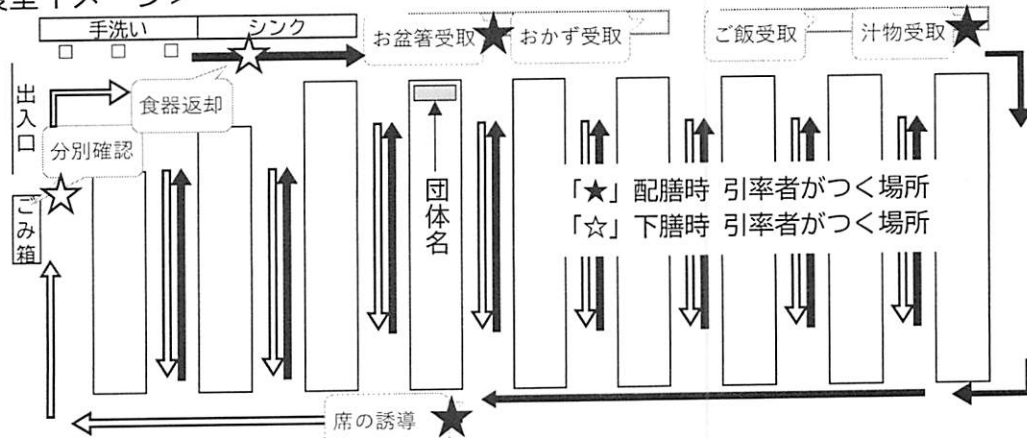 手洗い
シンク
お盆箸受取
おかず受取
ご飯受取
汁物受取
出入口
食器返却
分別確認
ごみ箱
団体名
「★」配膳時 引率者がつく場所
「☆」下膳時 引率者がつく場所
席の誘導